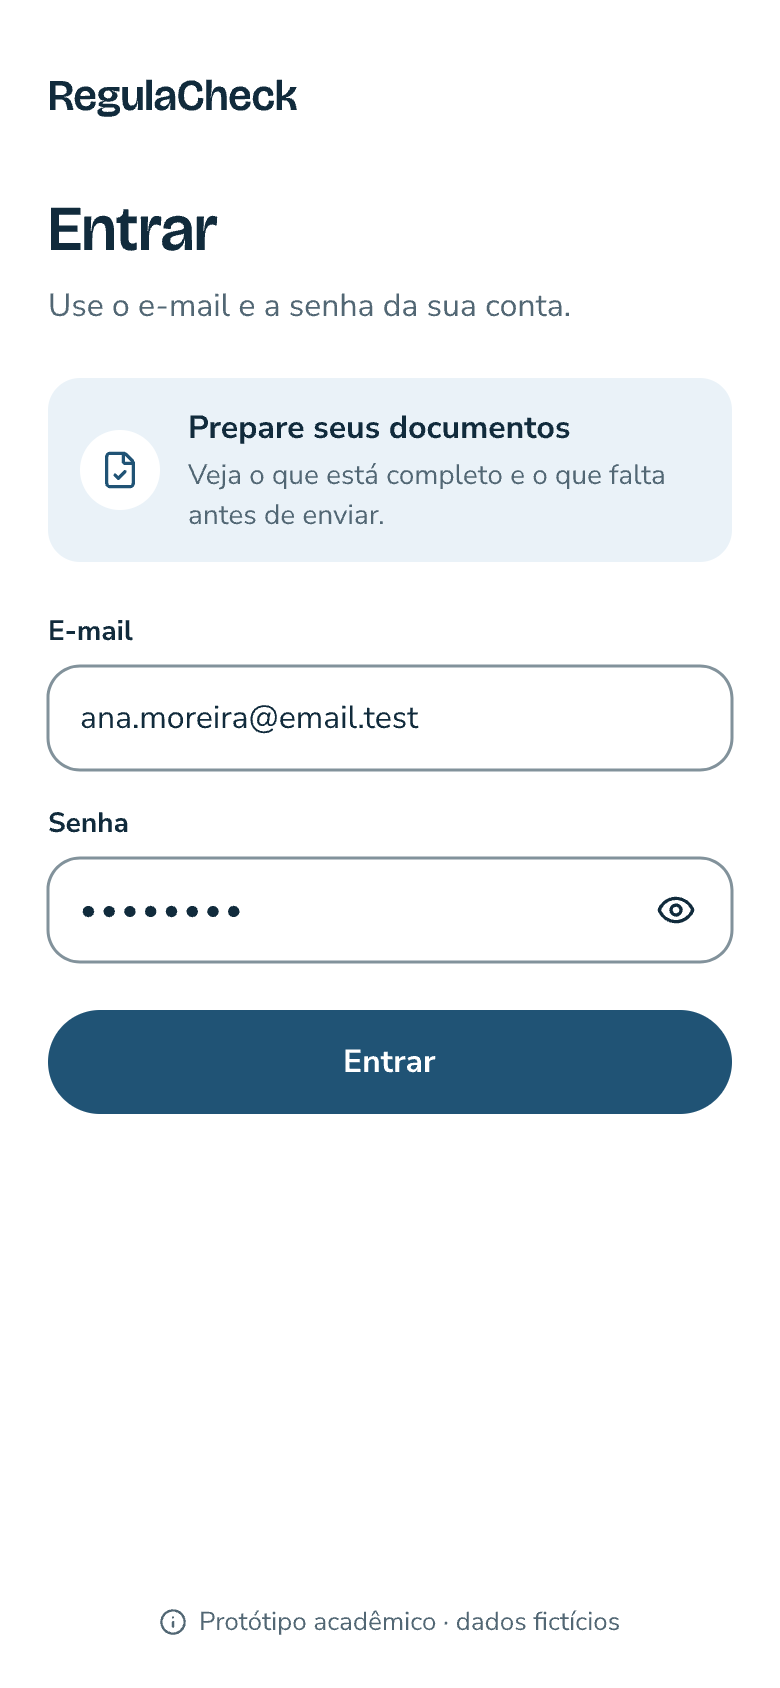 RegulaCheck
Entrar
Use o e-mail e a senha da sua conta.
Prepare seus documentos
Veja o que está completo e o que falta
antes de enviar.
E-mail
ana.moreira@email.test
Senha
••••••••
Entrar
Protótipo acadêmico · dados fictícios